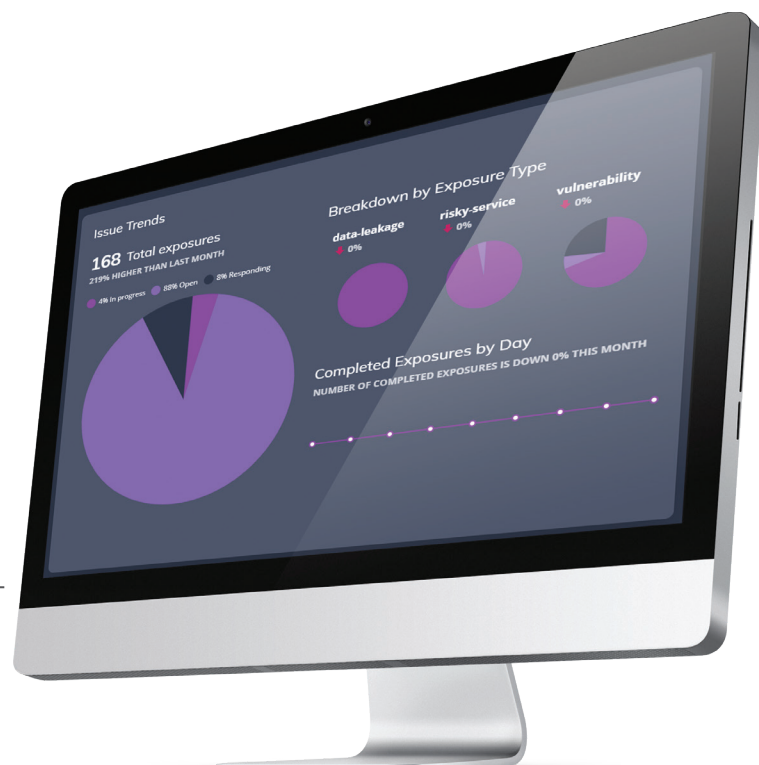 Issue Trends
168 Total exposures
219% HIGHER THAN LAST MONTH
4% In progress 88% Open 8% Responding
Breakdown by Exposure Type
data-leakage
0%
risky-service
0%
vulnerability
0%
Completed Exposures by Day
NUMBER OF COMPLETED EXPOSURES IS DOWN 0% THIS MONTH